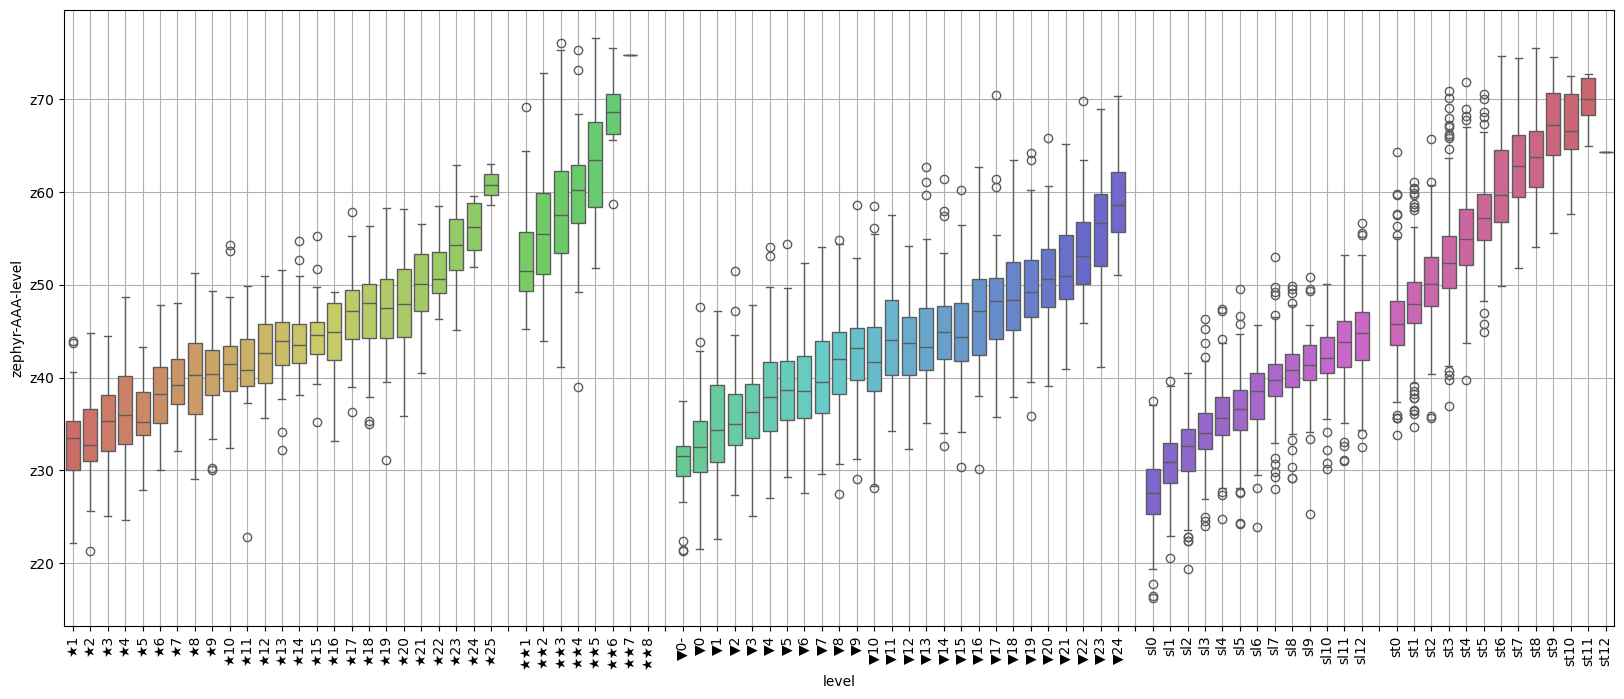 zephyr-AAA-level
z70
z60
z50
z40
z30
z20
★1 ★2 ★3 ★4 ★5 ★6 ★7 ★8 ★9 ★10 ★11 ★12 ★13 ★14 ★15 ★16 ★17 ★18 ★19 ★20 ★21 ★22 ★23 ★24 ★25 ★★1 ★★2 ★★3 ★★4 ★★5 ★★6 ★★7 ★★8 ▼0- ▼0 ▼1 ▼2 ▼3 ▼4 ▼5 ▼6 ▼7 ▼8 ▼9 ▼10 ▼11 ▼12 ▼13 ▼14 ▼15 ▼16 ▼17 ▼18 ▼19 ▼20 ▼21 ▼22 ▼23 ▼24 sl0 sl1 sl2 sl3 sl4 sl5 sl6 sl7 sl8 sl9 sl10 sl11 sl12 st0 st1 st2 st3 st4 st5 st6 st7 st8 st9 st10 st11 st12
level